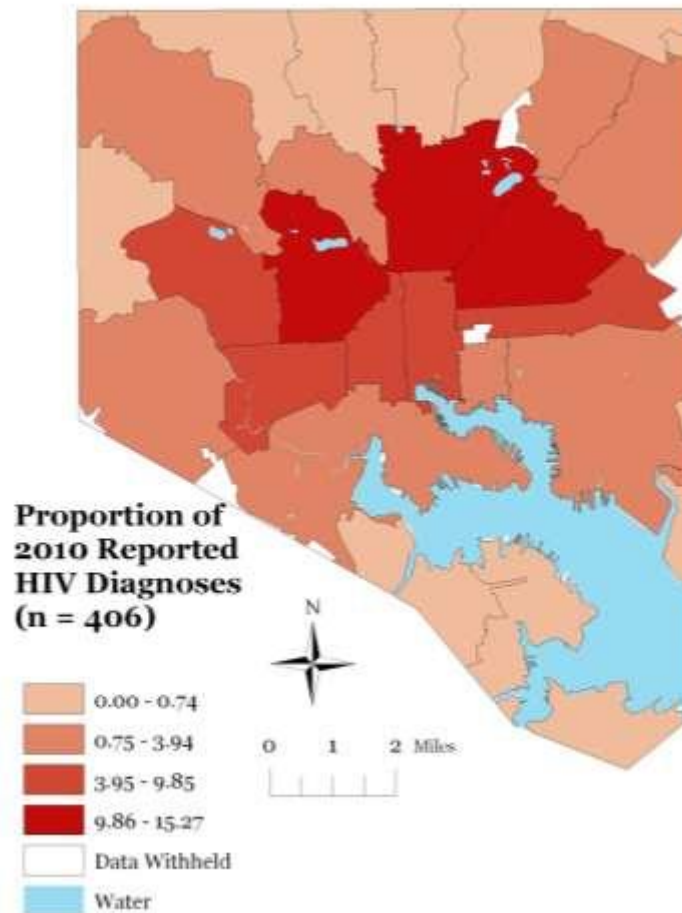 Proportion of
2010 Reported
HIV Diagnoses
(n = 406)
N
0.00 - 0.74
0.75 - 3.94
3.95 - 9.85
9.86 - 15.27
Data Withheld
Water
0 1 2 Miles